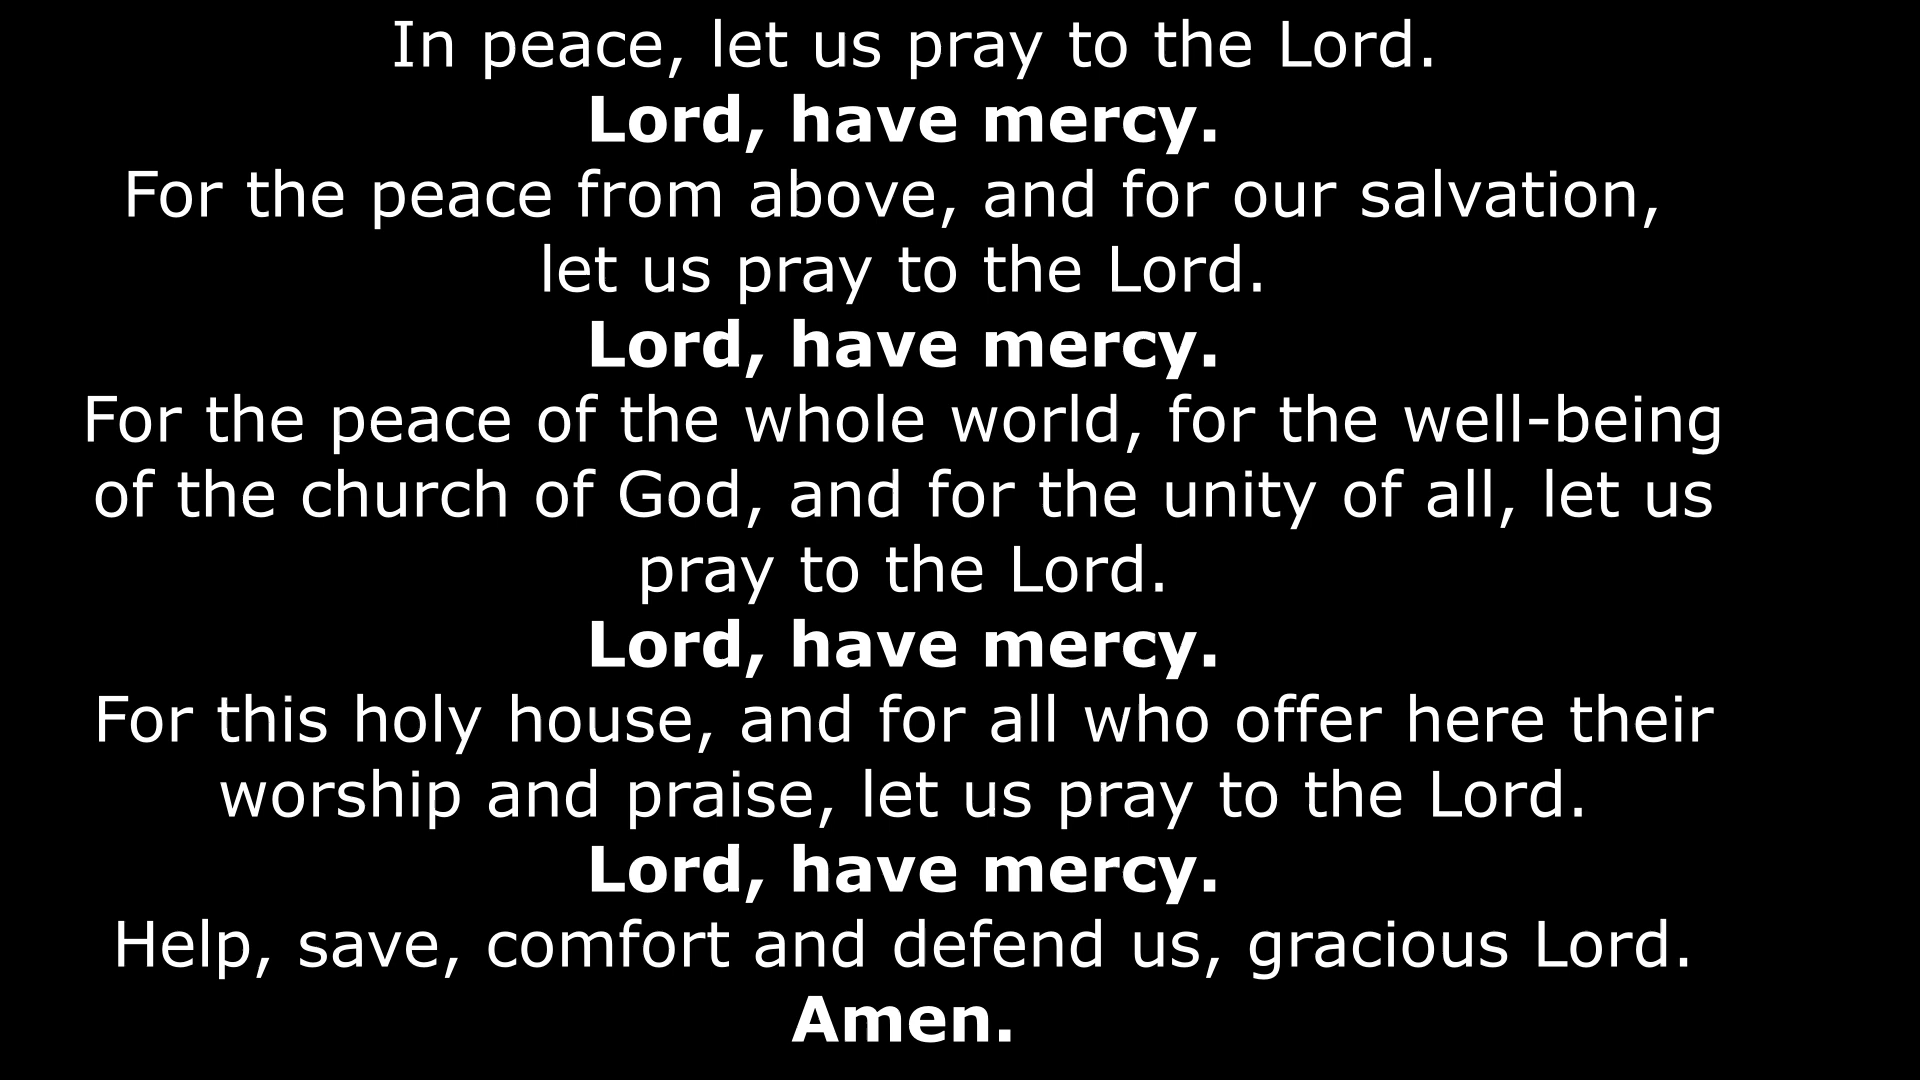 In peace, let us pray to the Lord.
Lord, have mercy.
For the peace from above, and for our salvation,
let us pray to the Lord.
Lord, have mercy.
For the peace of the whole world, for the well-being
of the church of God, and for the unity of all, let us
pray to the Lord.
Lord, have mercy.
For this holy house, and for all who offer here their
worship and praise, let us pray to the Lord.
Lord, have mercy.
Help, save, comfort and defend us, gracious Lord.
Amen.